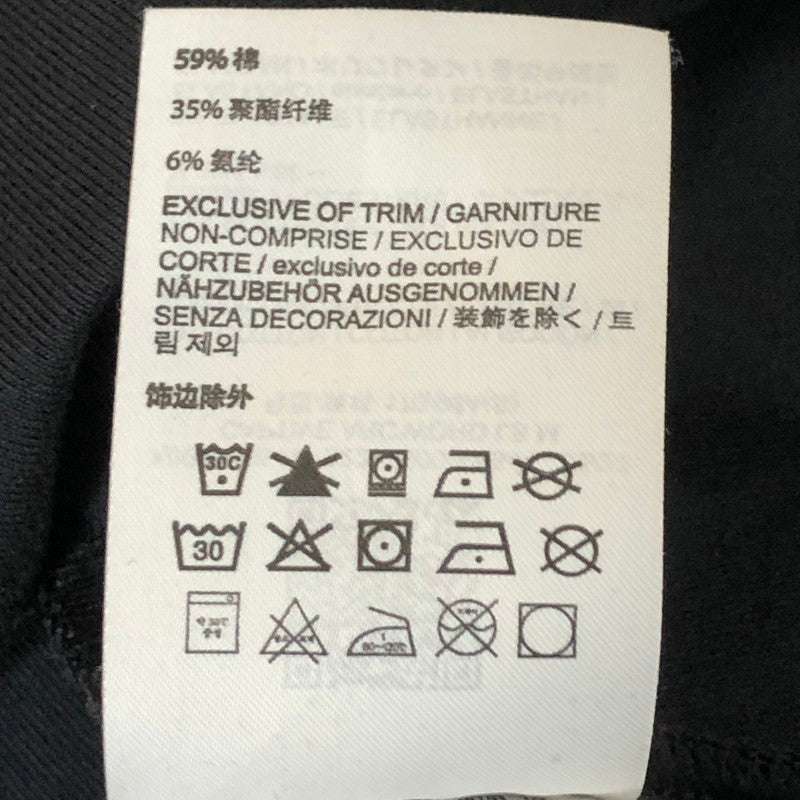 59% 棉
35% 聚酯纤维
6% 氨纶
EXCLUSIVE OF TRIM / GARNITURE
NON-COMPRISE / EXCLUSIVO DE
CORTE / exclusivo de corte /
NÄHZUBEHÖR AUSGENOMMEN /
SENZA DECORAZIONI / 装飾を除く / 트
림 제외
饰边除外
30C
30